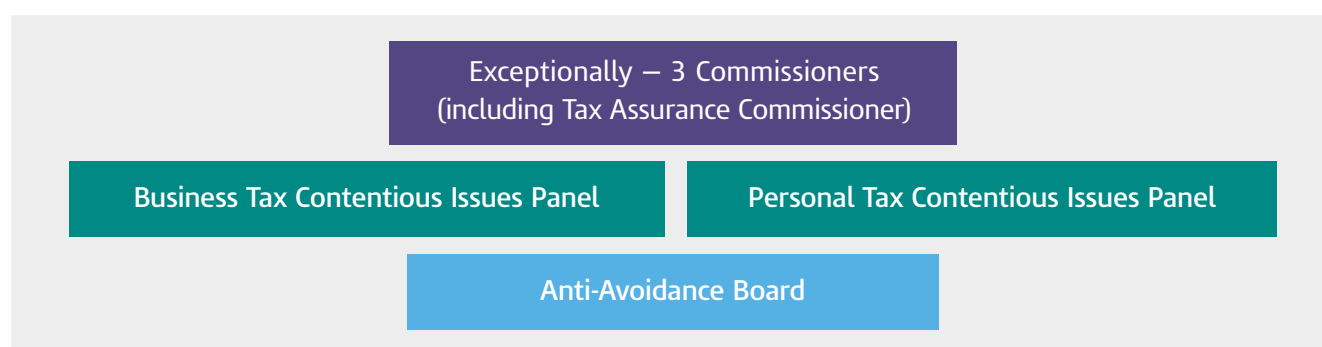 Exceptionally — 3 Commissioners
(including Tax Assurance Commissioner)
Business Tax Contentious Issues Panel
Personal Tax Contentious Issues Panel
Anti-Avoidance Board